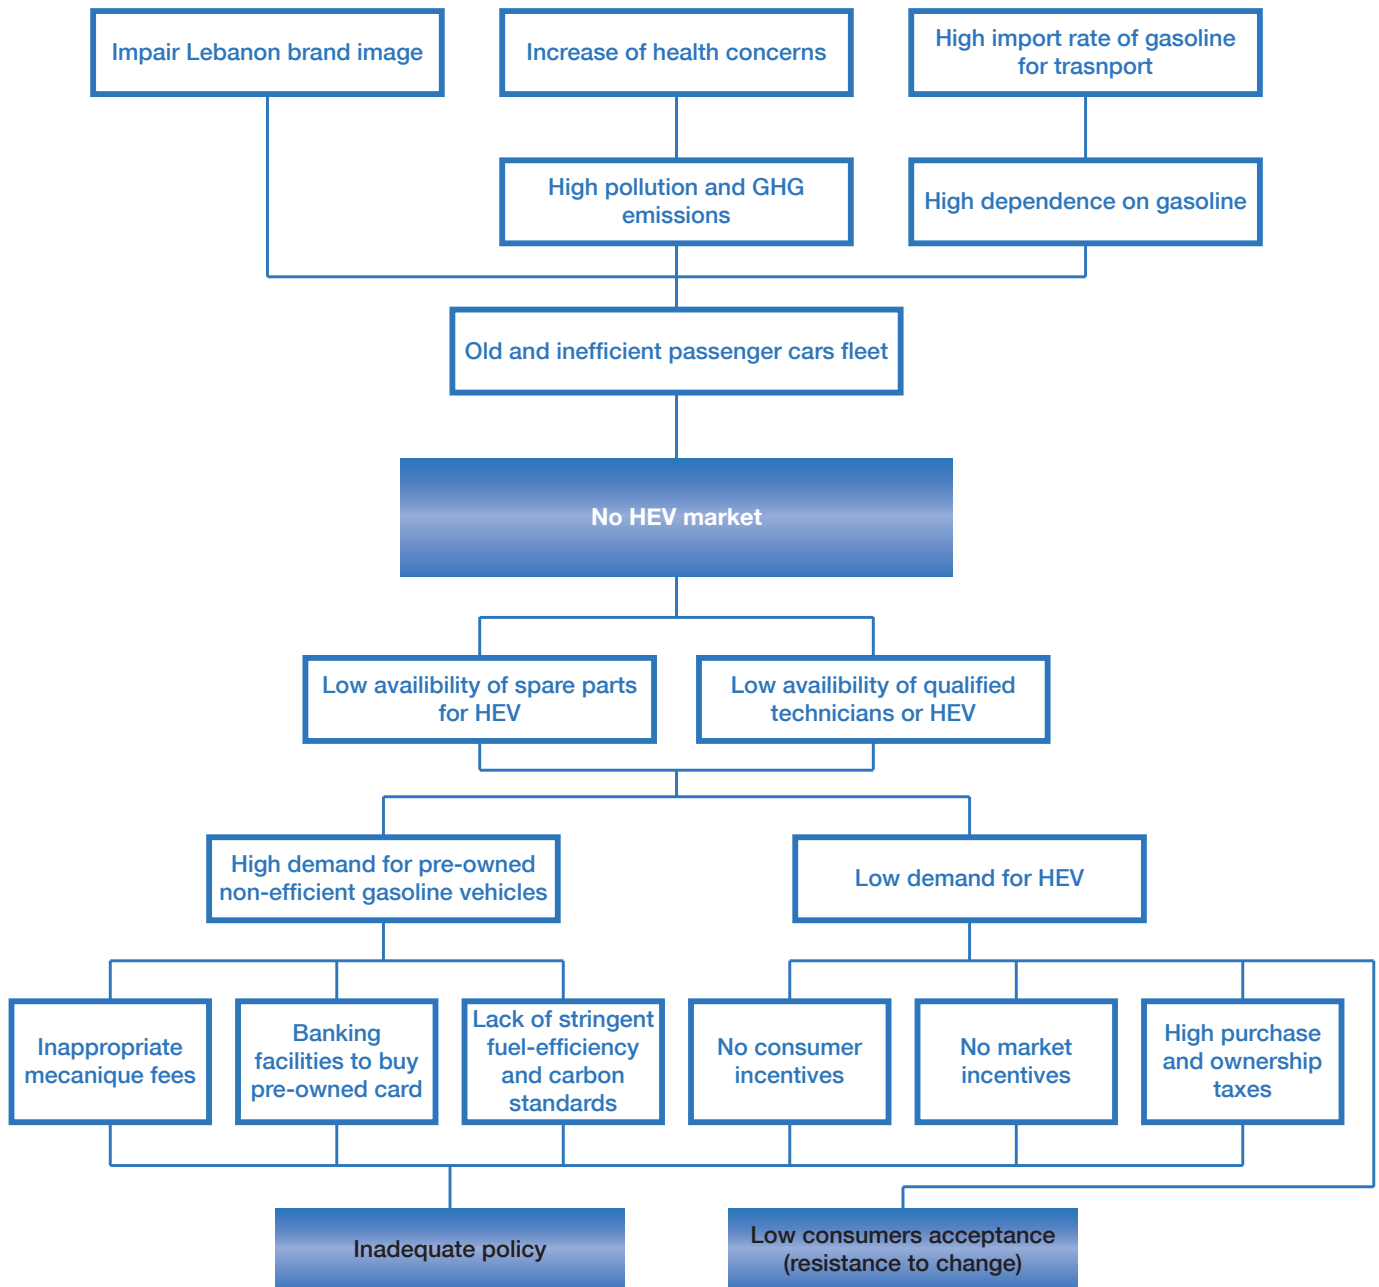 Impair Lebanon brand image
Increase of health concerns
High import rate of gasoline
for trasnport
High pollution and GHG
emissions
High dependence on gasoline
Old and inefficient passenger cars fleet
No HEV market
Low availibility of spare parts
for HEV
Low availibility of qualified
technicians or HEV
High demand for pre-owned
non-efficient gasoline vehicles
Low demand for HEV
Inappropriate
mecanique fees
Banking
facilities to buy
pre-owned card
Lack of stringent
fuel-efficiency
and carbon
standards
No consumer
incentives
No market
incentives
High purchase
and ownership
taxes
Inadequate policy
Low consumers acceptance
(resistance to change)